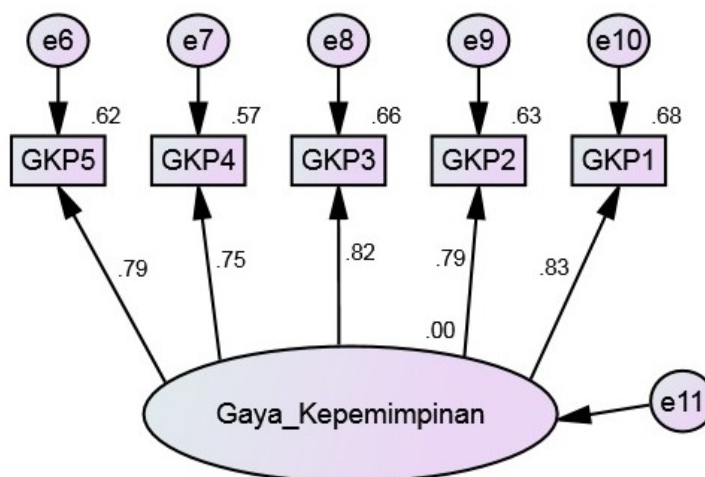 e6 e7 e8 e9 e10
.62 .57 .66 .63 .68
GKP5 GKP4 GKP3 GKP2 GKP1
.79 .75 .82 .79 .83
.00
Gaya_Kepemimpinan e11